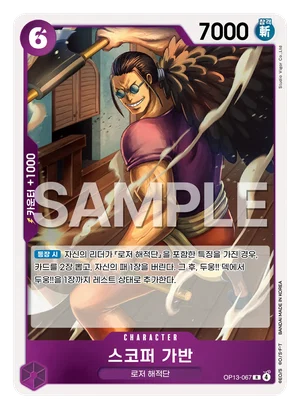 6
7000
참격
斬
카운터 +1000
SAMPLE
등장 시 자신의 리더가 「로저 해적단」을 포함한 특징을 가진 경우,
카드를 2장 뽑고, 자신의 패 1장을 버린다. 그 후, 두웅!! 덱에서
두웅!!을 1장까지 레스트 상태로 추가한다.
CHARACTER
스코퍼 가반
로저 해적단
OP13-067 R
BANDAI MADE IN KOREA